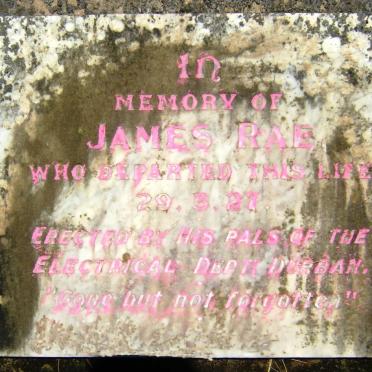 In
MEMORY OF
JAMES RAE
WHO DEPARTED THIS LIFE
29.3.27
ERECTED BY HIS PALS OF THE
ELECTRICAL DEPT DURBAN.
"Gone but not forgotten"